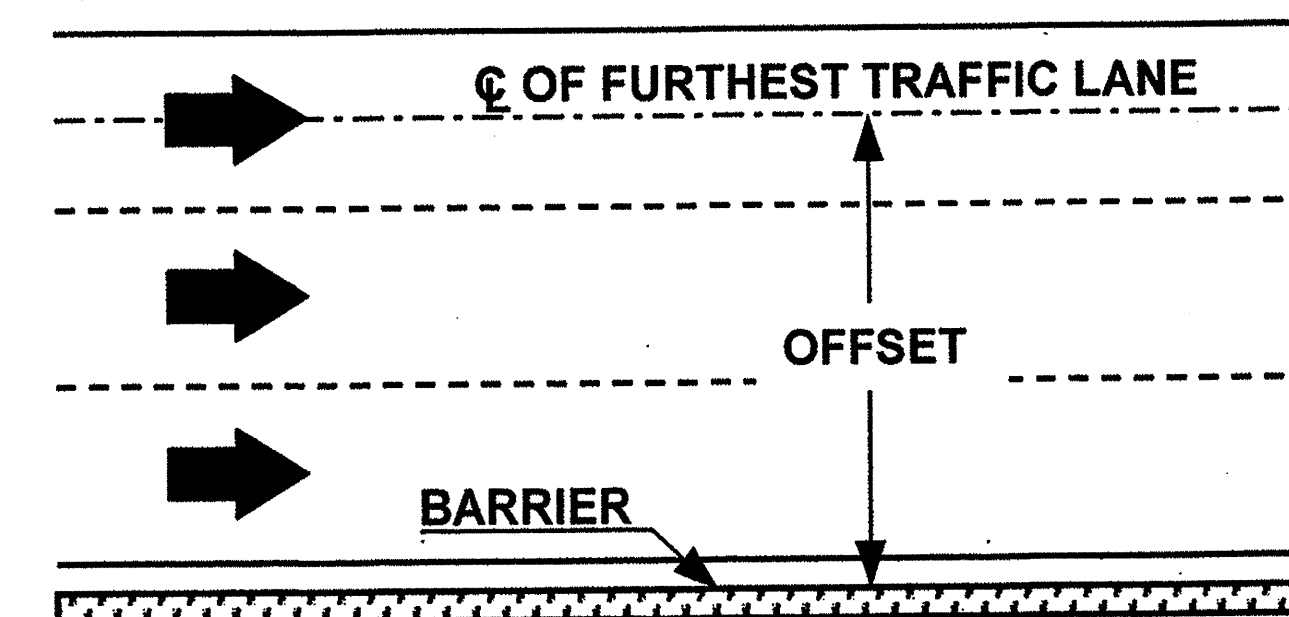 ℄ OF FURTHEST TRAFFIC LANE
OFFSET
BARRIER